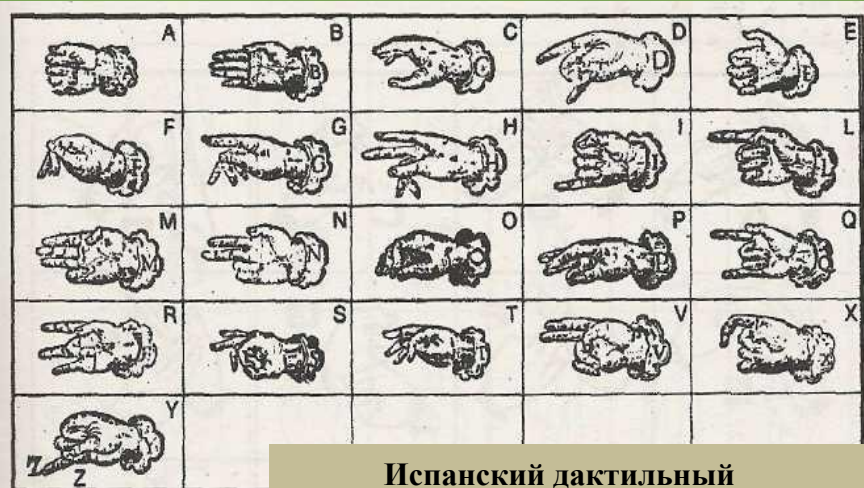 A B C D E
F G H I L
M N O P Q
R S T V X
Y
Z
Испанский дактильный